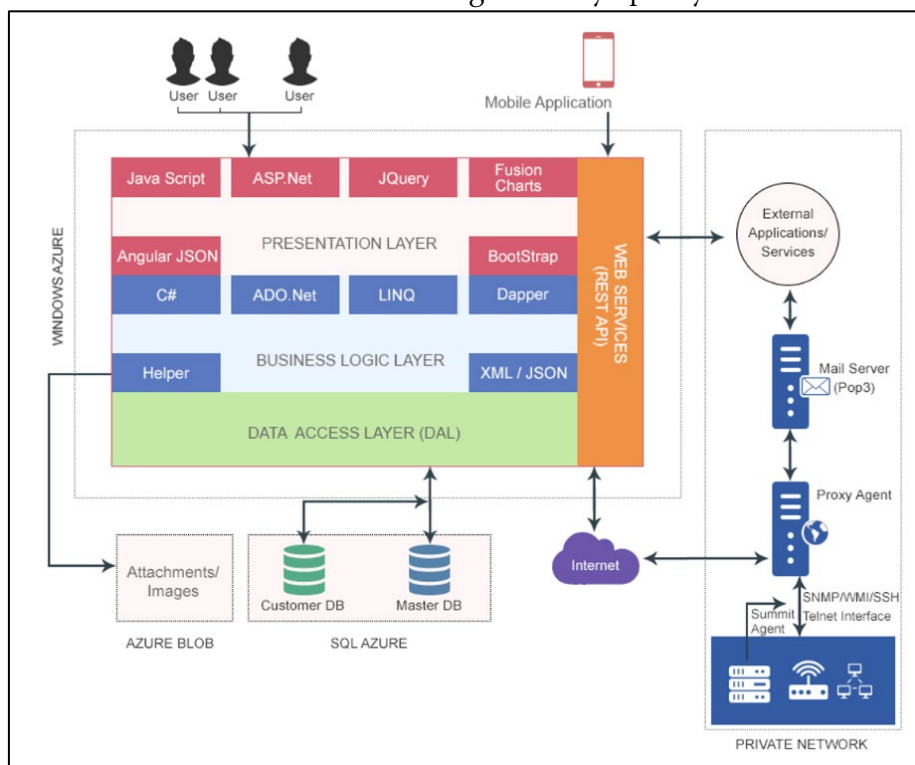 User
User
User
Mobile Application
Java Script
ASP.Net
JQuery
Fusion
Charts
PRESENTATION LAYER
Angular JSON
BootStrap
C#
ADO.Net
LINQ
Dapper
BUSINESS LOGIC LAYER
Helper
XML / JSON
DATA ACCESS LAYER (DAL)
WINDOWS AZURE
WEB SERVICES
(REST API)
External
Applications/
Services
Mail Server
(Pop3)
Proxy Agent
Internet
SNMP/WMI/SSH
Telnet Interface
Summit
Agent
Attachments/
Images
AZURE BLOB
Customer DB
Master DB
SQL AZURE
PRIVATE NETWORK